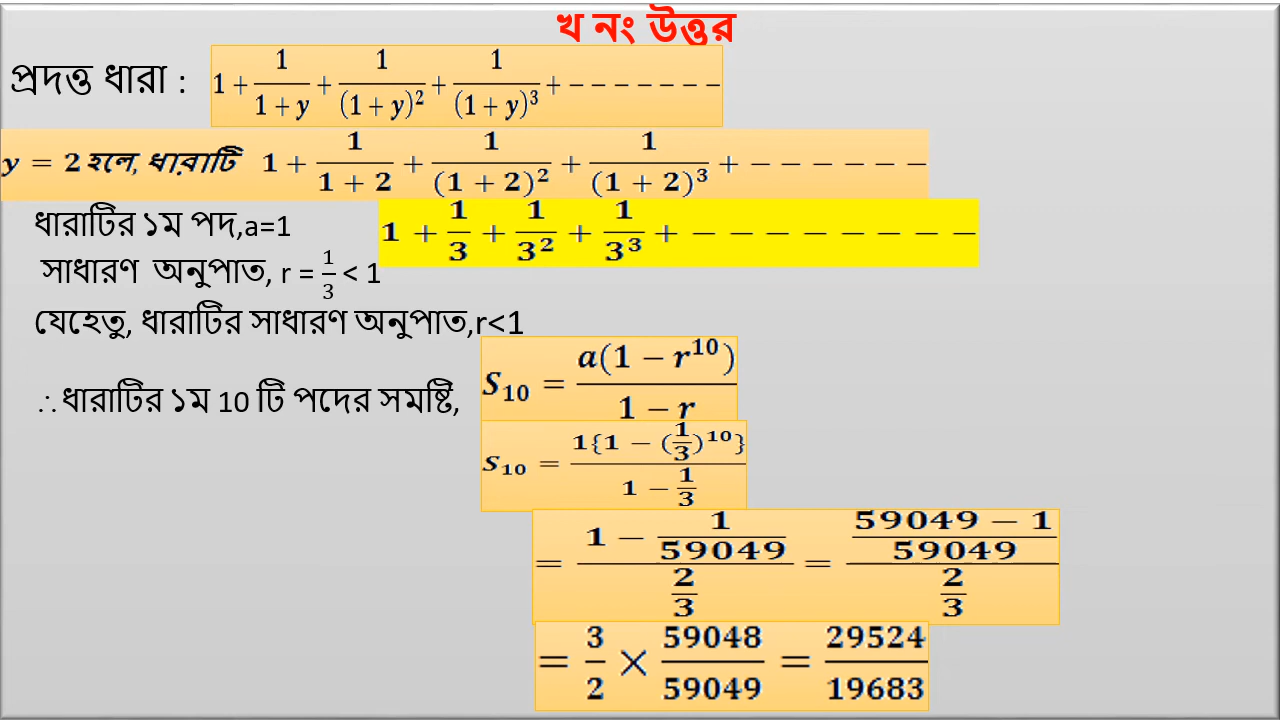 খ নং উত্তর
প্রদত্ত ধারা : 1 + 1/(1 + y) + 1/(1 + y)² + 1/(1 + y)³ + − − − − − − −
y = 2 হলে, ধারাটি 1 + 1/(1 + 2) + 1/(1 + 2)² + 1/(1 + 2)³ + − − − − − −
ধারাটির ১ম পদ,a=1
1 + 1/3 + 1/3² + 1/3³ + − − − − − − − − −
সাধারণ অনুপাত, r = 1/3 < 1
যেহেতু, ধারাটির সাধারণ অনুপাত,r<1
∴ ধারাটির ১ম 10 টি পদের সমষ্টি, S₁₀ = a(1 − r¹⁰)/(1 − r)
S₁₀ = 1{1 − (1/3)¹⁰}/(1 − 1/3)
= (1 − 1/59049)/(2/3) = ((59049 − 1)/59049)/(2/3)
= 3/2 × 59048/59049 = 29524/19683